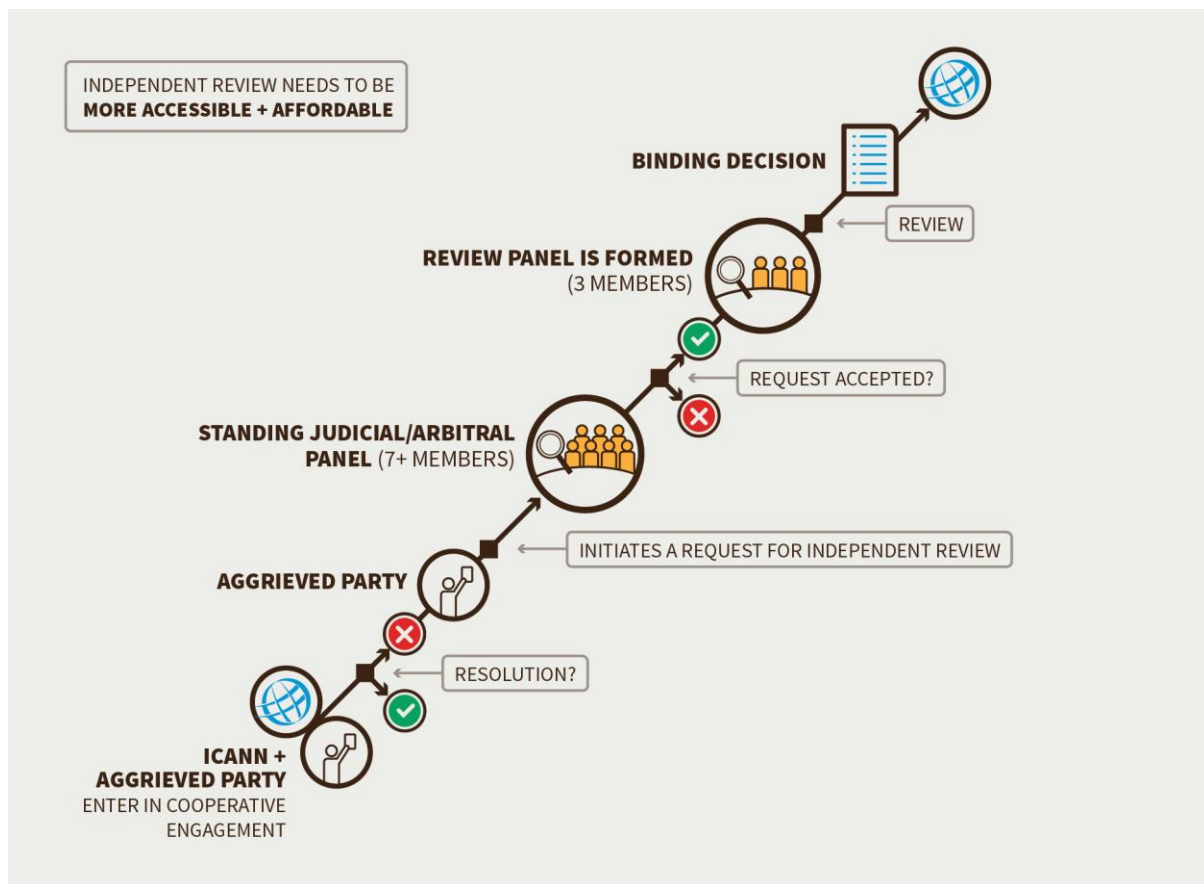 INDEPENDENT REVIEW NEEDS TO BE
MORE ACCESSIBLE + AFFORDABLE
BINDING DECISION
REVIEW
REVIEW PANEL IS FORMED
(3 MEMBERS)
REQUEST ACCEPTED?
STANDING JUDICIAL/ARBITRAL
PANEL (7+ MEMBERS)
INITIATES A REQUEST FOR INDEPENDENT REVIEW
AGGRIEVED PARTY
RESOLUTION?
ICANN +
AGGRIEVED PARTY
ENTER IN COOPERATIVE
ENGAGEMENT